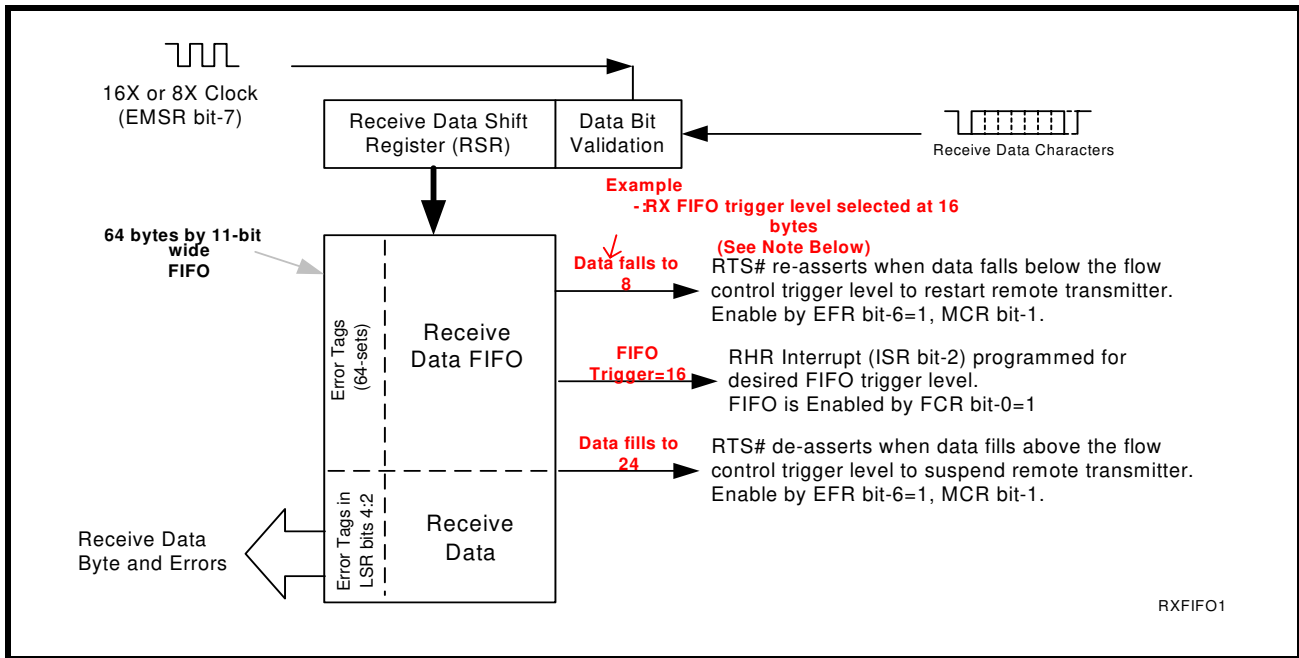 16X or 8X Clock
(EMSR bit-7)
Receive Data Shift
Register (RSR)
Data Bit
Validation
Receive Data Characters
Example
-:RX FIFO trigger level selected at 16
bytes
(See Note Below)
64 bytes by 11-bit
wide
FIFO
Data falls to
8
RTS# re-asserts when data falls below the flow
control trigger level to restart remote transmitter.
Enable by EFR bit-6=1, MCR bit-1.
Error Tags
(64-sets)
Receive
Data FIFO
FIFO
Trigger=16
RHR Interrupt (ISR bit-2) programmed for
desired FIFO trigger level.
FIFO is Enabled by FCR bit-0=1
Data fills to
24
RTS# de-asserts when data fills above the flow
control trigger level to suspend remote transmitter.
Enable by EFR bit-6=1, MCR bit-1.
Receive Data
Byte and Errors
Error Tags in
LSR bits 4:2
Receive
Data
RXFIFO1